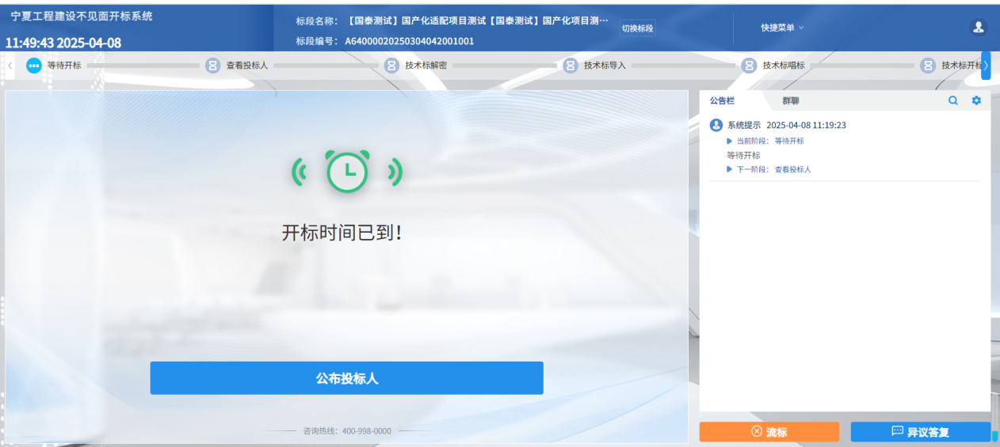 宁夏工程建设不见面开标系统
11:49:43 2025-04-08
标段名称： 【国泰测试】国产化适配项目测试【国泰测试】国产化项目测…
标段编号： A64000020250304042001001
切换标段
快捷菜单
等待开标
查看投标人
技术标解密
技术标导入
技术标唱标
技术标开标
开标时间已到！
公布投标人
咨询热线：400-998-0000
公告栏
群聊
系统提示 2025-04-08 11:19:23
当前阶段： 等待开标
等待开标
下一阶段： 查看投标人
流标
异议答复